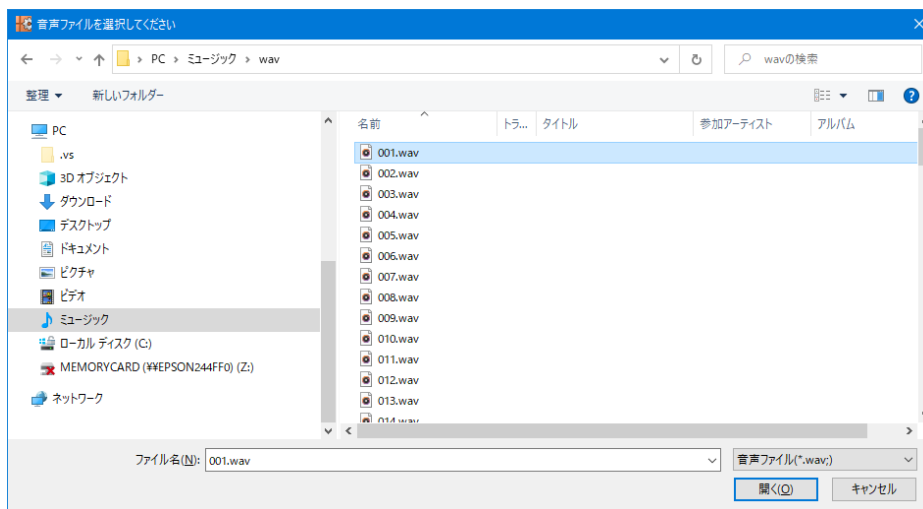 音声ファイルを選択してください
PC › ミュージック › wav
wavの検索
整理 新しいフォルダー
名前 トラ... タイトル 参加アーティスト アルバム
PC
.vs
3D オブジェクト
ダウンロード
デスクトップ
ドキュメント
ピクチャ
ビデオ
ミュージック
ローカル ディスク (C:)
MEMORYCARD (¥¥EPSON244FF0) (Z:)
ネットワーク
001.wav
002.wav
003.wav
004.wav
005.wav
006.wav
007.wav
008.wav
009.wav
010.wav
011.wav
012.wav
013.wav
014.wav
ファイル名(N): 001.wav
音声ファイル(*.wav;)
開く(O) キャンセル